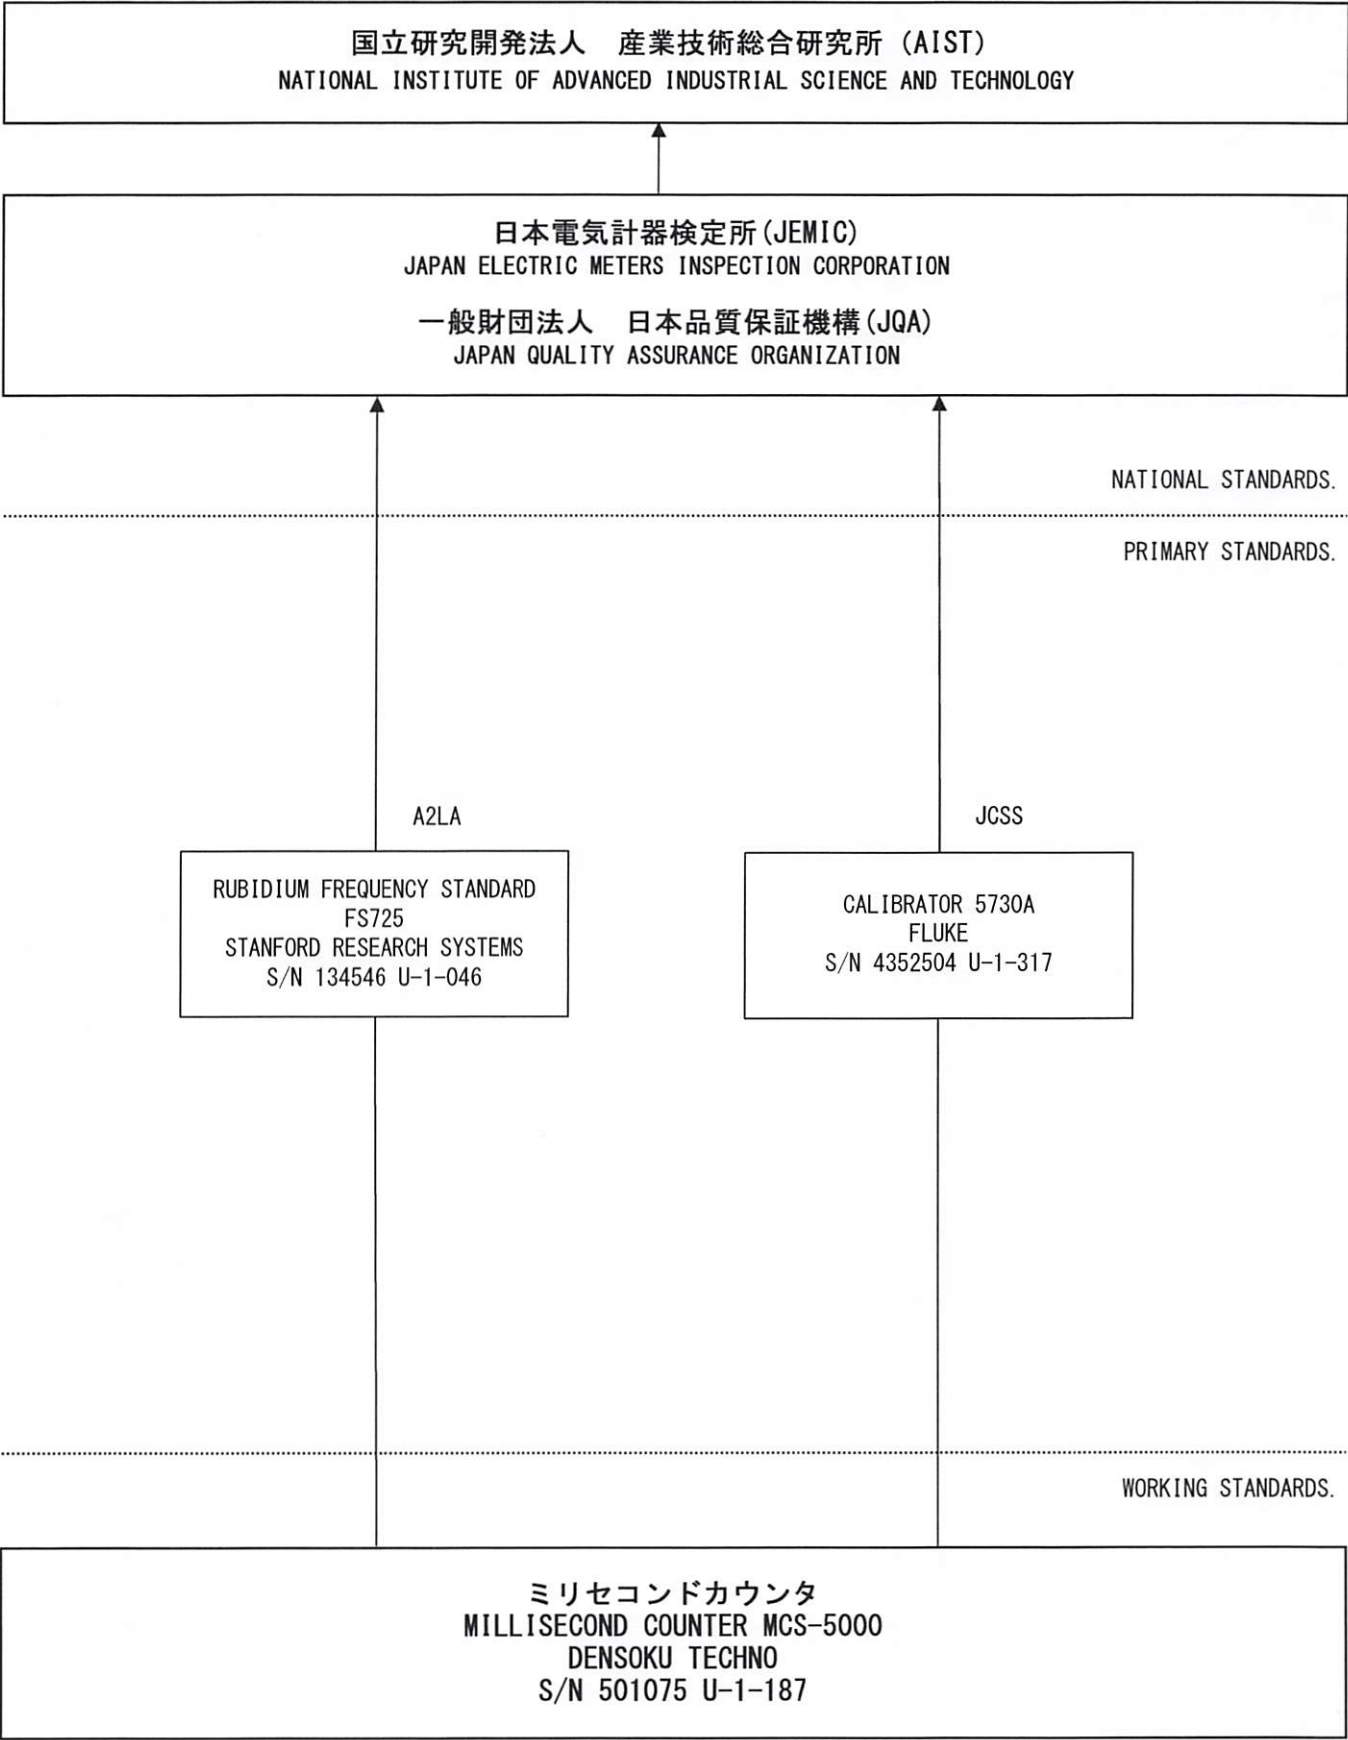 国立研究開発法人　産業技術総合研究所 (AIST)
NATIONAL INSTITUTE OF ADVANCED INDUSTRIAL SCIENCE AND TECHNOLOGY
日本電気計器検定所(JEMIC)
JAPAN ELECTRIC METERS INSPECTION CORPORATION
一般財団法人　日本品質保証機構(JQA)
JAPAN QUALITY ASSURANCE ORGANIZATION
NATIONAL STANDARDS.
PRIMARY STANDARDS.
A2LA
JCSS
RUBIDIUM FREQUENCY STANDARD
FS725
STANFORD RESEARCH SYSTEMS
S/N 134546 U-1-046
CALIBRATOR 5730A
FLUKE
S/N 4352504 U-1-317
WORKING STANDARDS.
ミリセコンドカウンタ
MILLISECOND COUNTER MCS-5000
DENSOKU TECHNO
S/N 501075 U-1-187